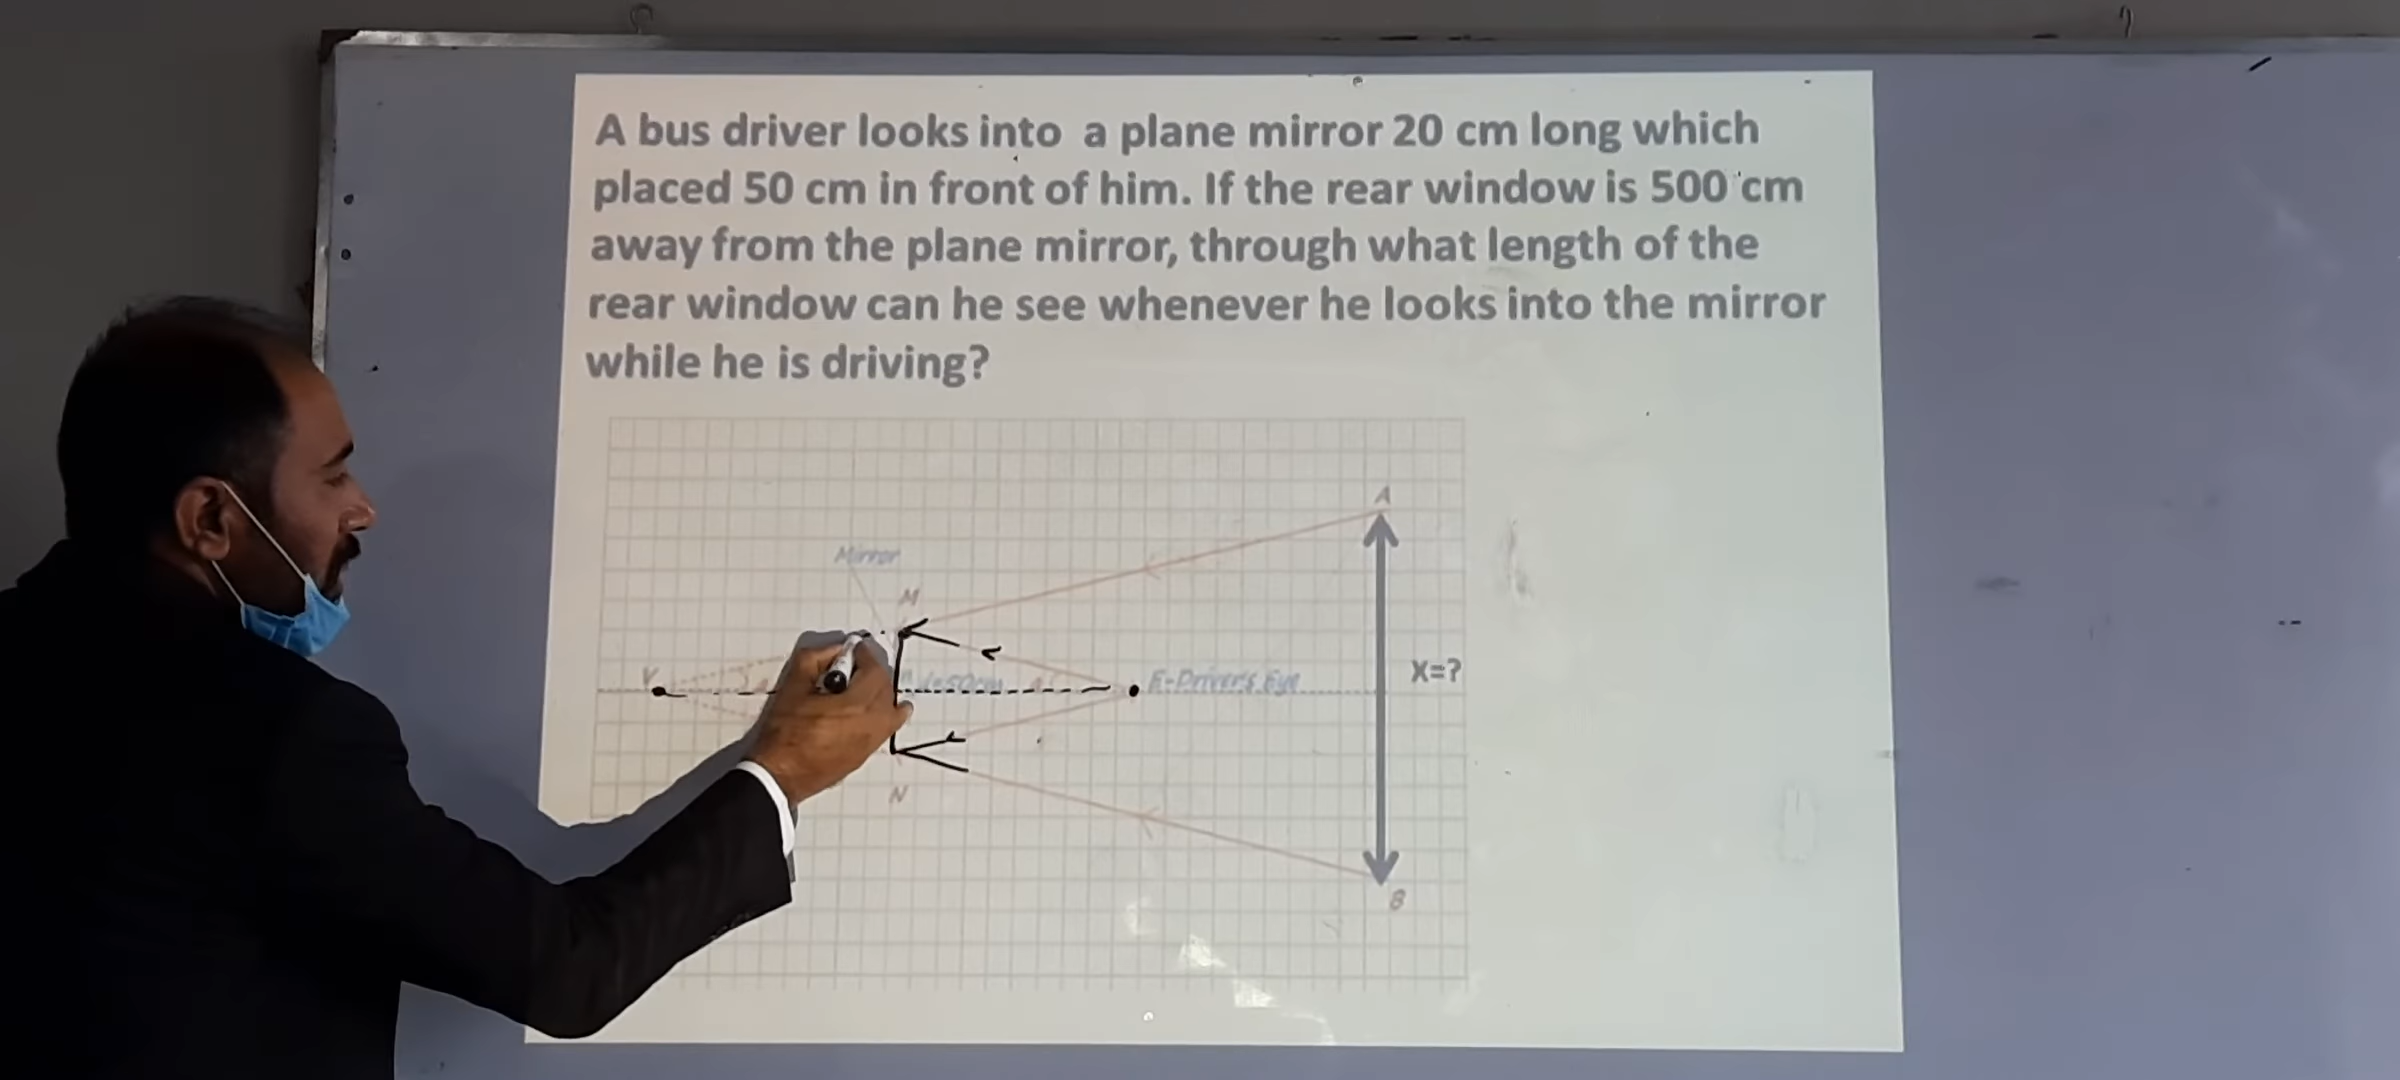 A bus driver looks into a plane mirror 20 cm long which
placed 50 cm in front of him. If the rear window is 500 cm
away from the plane mirror, through what length of the
rear window can he see whenever he looks into the mirror
while he is driving?
A
Mirror
M
X=?
E-Driver's Eye
N
B